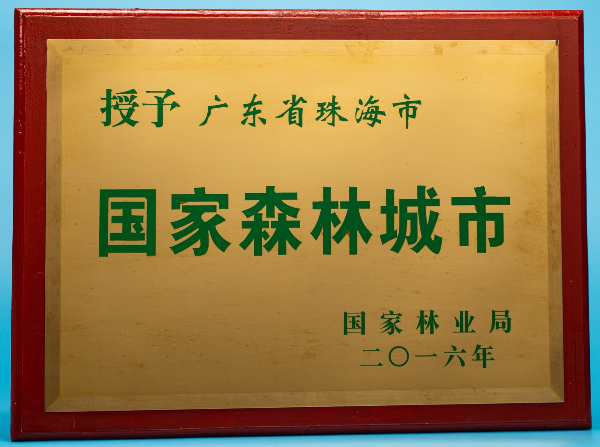 授予 广东省珠海市
国家森林城市
国家林业局
二〇一六年